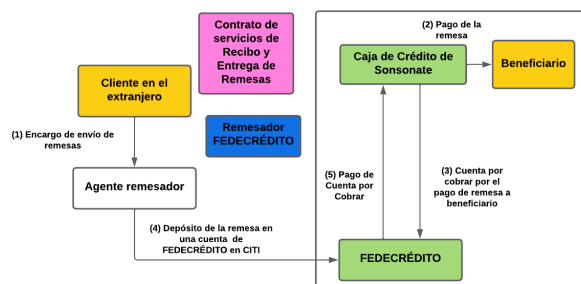 Contrato de
servicios de
Recibo y
Entrega de
Remesas
(2) Pago de la
remesa
Caja de Crédito de
Sonsonate
Beneficiario
Cliente en el
extranjero
Remesador
FEDECRÉDITO
(1) Encargo de envío de
remesas
Agente remesador
(5) Pago de
Cuenta por
Cobrar
(3) Cuenta por
cobrar por el
pago de remesa a
beneficiario
(4) Depósito de la remesa en
una cuenta de
FEDECRÉDITO en CITI
FEDECRÉDITO